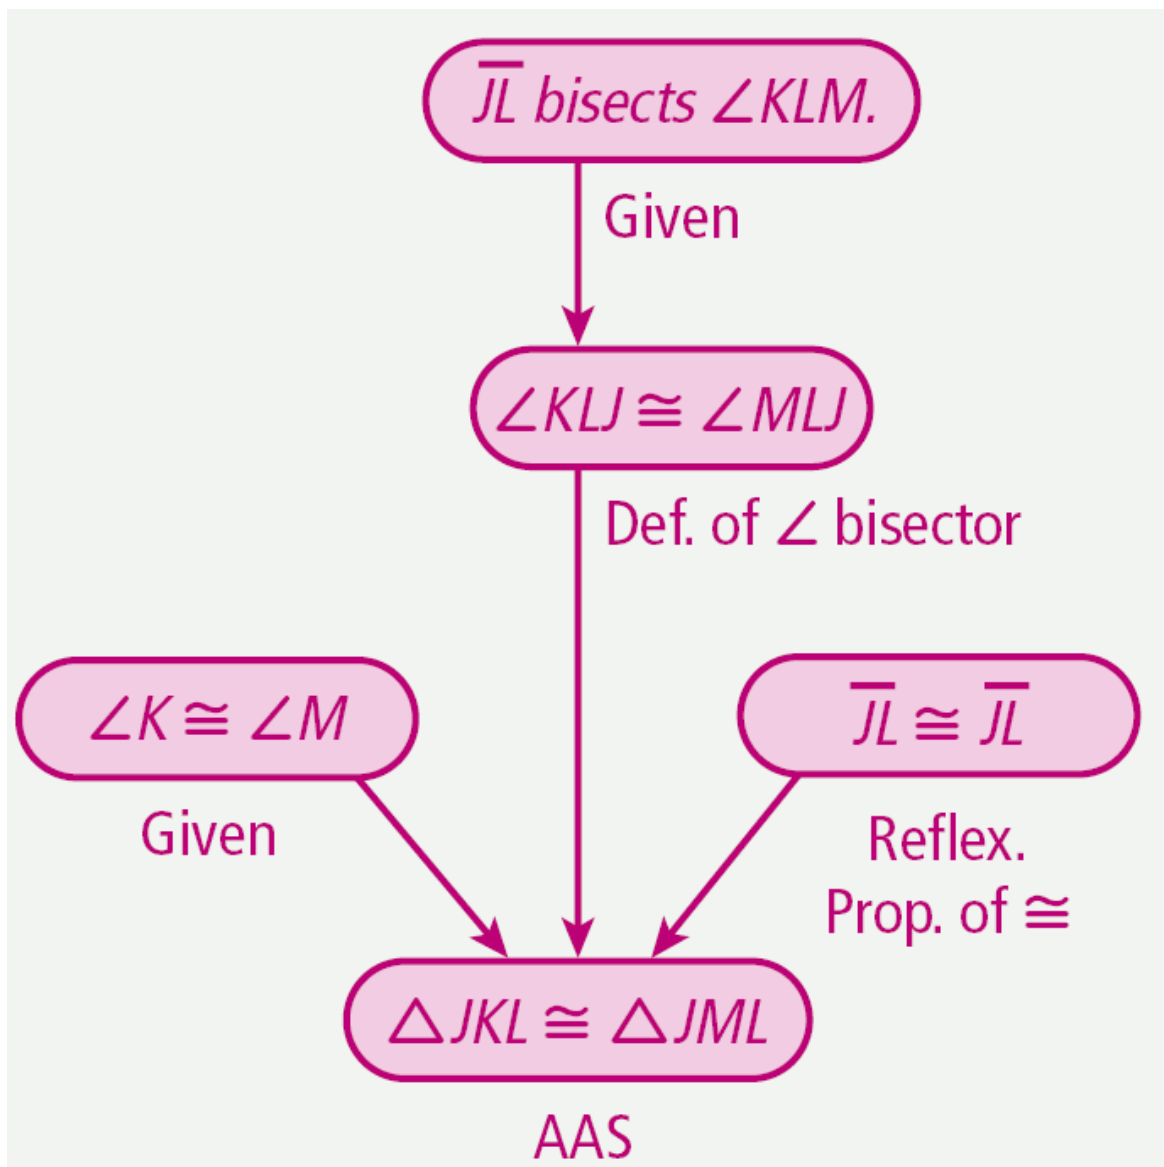 J̅L̅ bisects ∠KLM.
Given
∠KLJ ≅ ∠MLJ
Def. of ∠ bisector
∠K ≅ ∠M
Given
J̅L̅ ≅ J̅L̅
Reflex.
Prop. of ≅
△JKL ≅ △JML
AAS